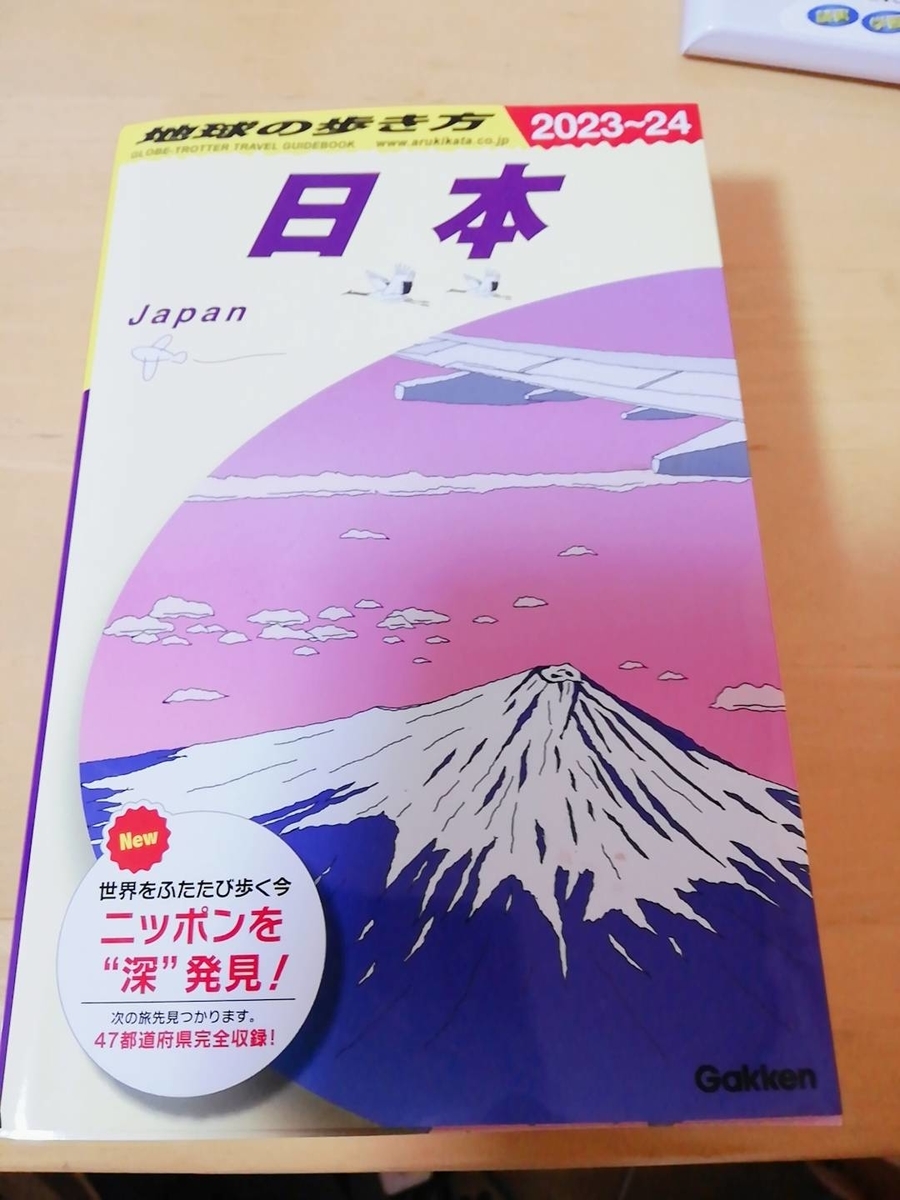 地球の歩き方
2023~24
GLOBE-TROTTER TRAVEL GUIDEBOOK
www.arukikata.co.jp
日本
Japan
New
世界をふたたび歩く今
ニッポンを
“深”発見!
次の旅先見つかります。
47都道府県完全収録!
Gakken